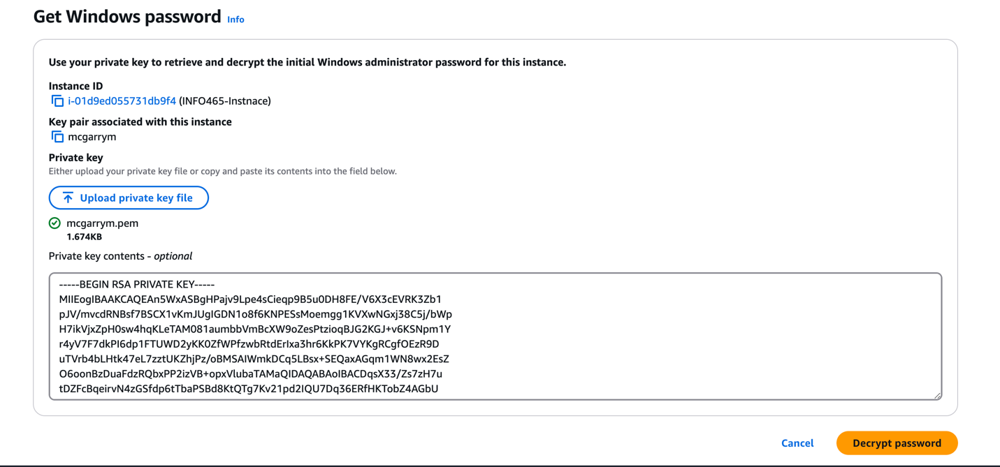 Get Windows password Info
Use your private key to retrieve and decrypt the initial Windows administrator password for this instance.
Instance ID
i-01d9ed055731db9f4 (INFO465-Instnace)
Key pair associated with this instance
mcgarrym
Private key
Either upload your private key file or copy and paste its contents into the field below.
Upload private key file
mcgarrym.pem
1.674KB
Private key contents - optional
-----BEGIN RSA PRIVATE KEY-----
MIIEogIBAAKCAQEAn5WxASBgHPajv9Lpe4sCieqp9B5u0DH8FE/V6X3cEVRK3Zb1
pJV/mvcdRNBsf7BSCX1vKmJUgIGDN1o8f6KNPESsMoemgg1KVXwNGxj38C5j/bWp
H7ikVjxZpH0sw4hqKLeTAM081aumbbVmBcXW9oZesPtzioqBJG2KGJ+v6KSNpm1Y
r4yV7F7dkPI6dp1FTUWD2yKK0ZfWPfzwbRtdErIxa3hr6KkPK7VYKgRCgfOEzR9D
uTVrb4bLHtk47eL7zztUKZhjPz/oBMSAIWmkDCq5LBsx+SEQaxAGqm1WN8wx2EsZ
O6oonBzDuaFdzRQbxPP2izVB+opxVlubaTAMaQIDAQABAoIBACDqsX33/Zs7zH7u
tDZFcBqeirvN4zGSfdp6tTbaPSBd8KtQTg7Kv21pd2IQU7Dq36ERfHKTobZ4AGbU
Cancel
Decrypt password